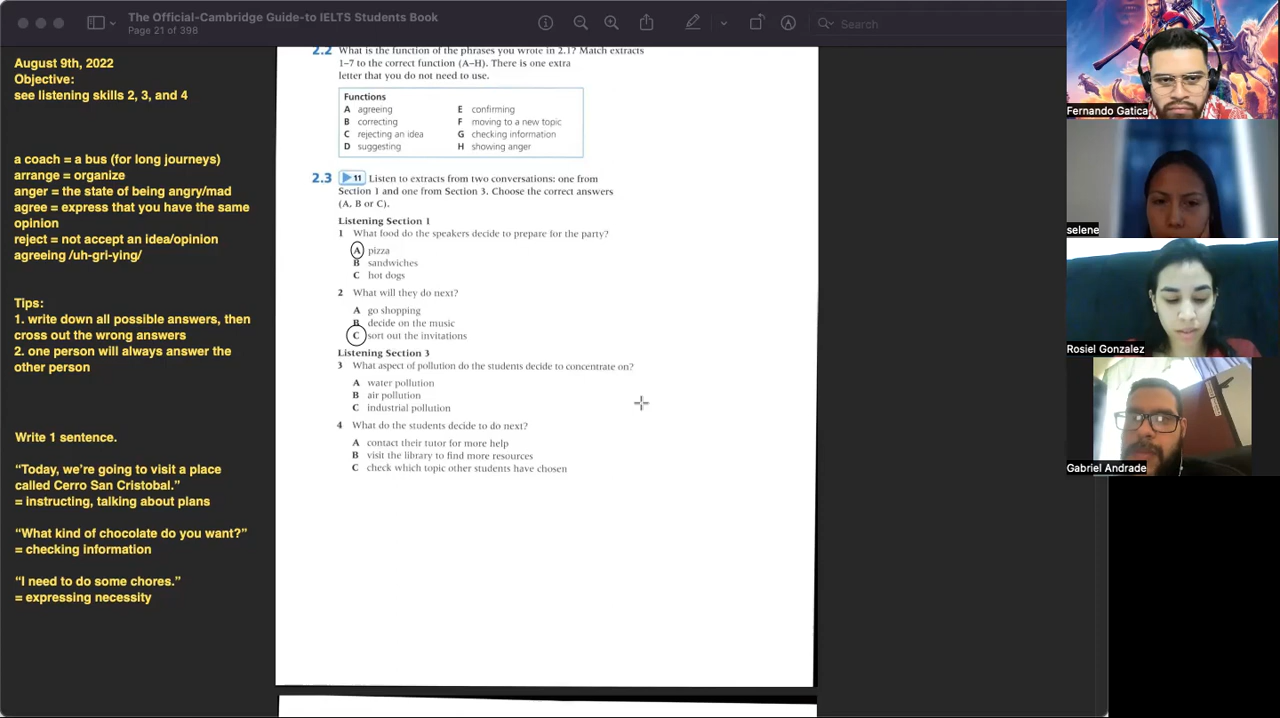 The Official-Cambridge Guide-to IELTS Students Book
Page 21 of 398
Search
August 9th, 2022
Objective:
see listening skills 2, 3, and 4
a coach = a bus (for long journeys)
arrange = organize
anger = the state of being angry/mad
agree = express that you have the same
opinion
reject = not accept an idea/opinion
agreeing /uh-gri-ying/
Tips:
1. write down all possible answers, then
cross out the wrong answers
2. one person will always answer the
other person
Write 1 sentence.
“Today, we’re going to visit a place
called Cerro San Cristobal.”
= instructing, talking about plans
“What kind of chocolate do you want?”
= checking information
“I need to do some chores.”
= expressing necessity
2.2 What is the function of the phrases you wrote in 2.1? Match extracts
1–7 to the correct function (A–H). There is one extra
letter that you do not need to use.
Functions
A agreeing E confirming
B correcting F moving to a new topic
C rejecting an idea G checking information
D suggesting H showing anger
2.3 11 Listen to extracts from two conversations: one from
Section 1 and one from Section 3. Choose the correct answers
(A, B or C).
Listening Section 1
1 What food do the speakers decide to prepare for the party?
A pizza
B sandwiches
C hot dogs
2 What will they do next?
A go shopping
B decide on the music
C sort out the invitations
Listening Section 3
3 What aspect of pollution do the students decide to concentrate on?
A water pollution
B air pollution
C industrial pollution
4 What do the students decide to do next?
A contact their tutor for more help
B visit the library to find more resources
C check which topic other students have chosen
Fernando Gatica
selene
Rosiel Gonzalez
Gabriel Andrade